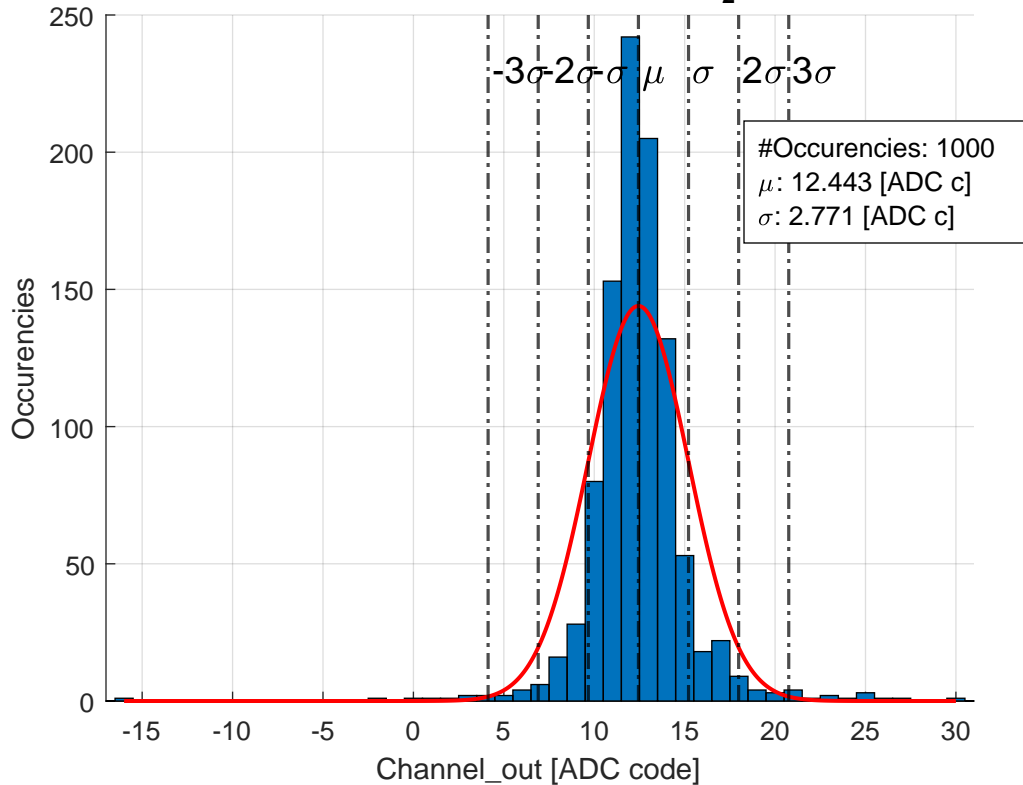 2
250
-3σ -2σ -σ μ σ 2σ 3σ
#Occurencies: 1000
μ: 12.443 [ADC c]
σ: 2.771 [ADC c]
200
150
100
50
0
Occurencies
-15 -10 -5 0 5 10 15 20 25 30
Channel_out [ADC code]